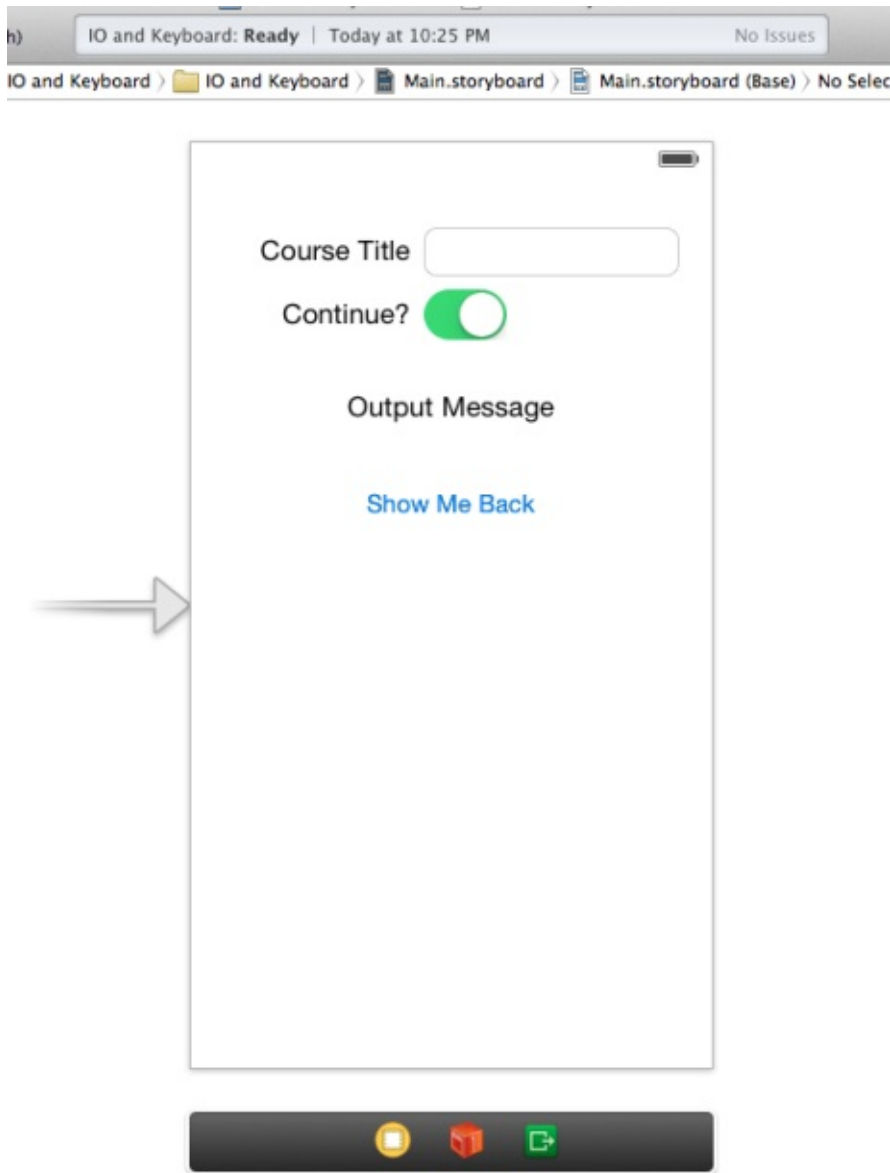 h) IO and Keyboard: Ready | Today at 10:25 PM No Issues
IO and Keyboard 〉 IO and Keyboard 〉 Main.storyboard 〉 Main.storyboard (Base) 〉 No Selec
Course Title
Continue?
Output Message
Show Me Back